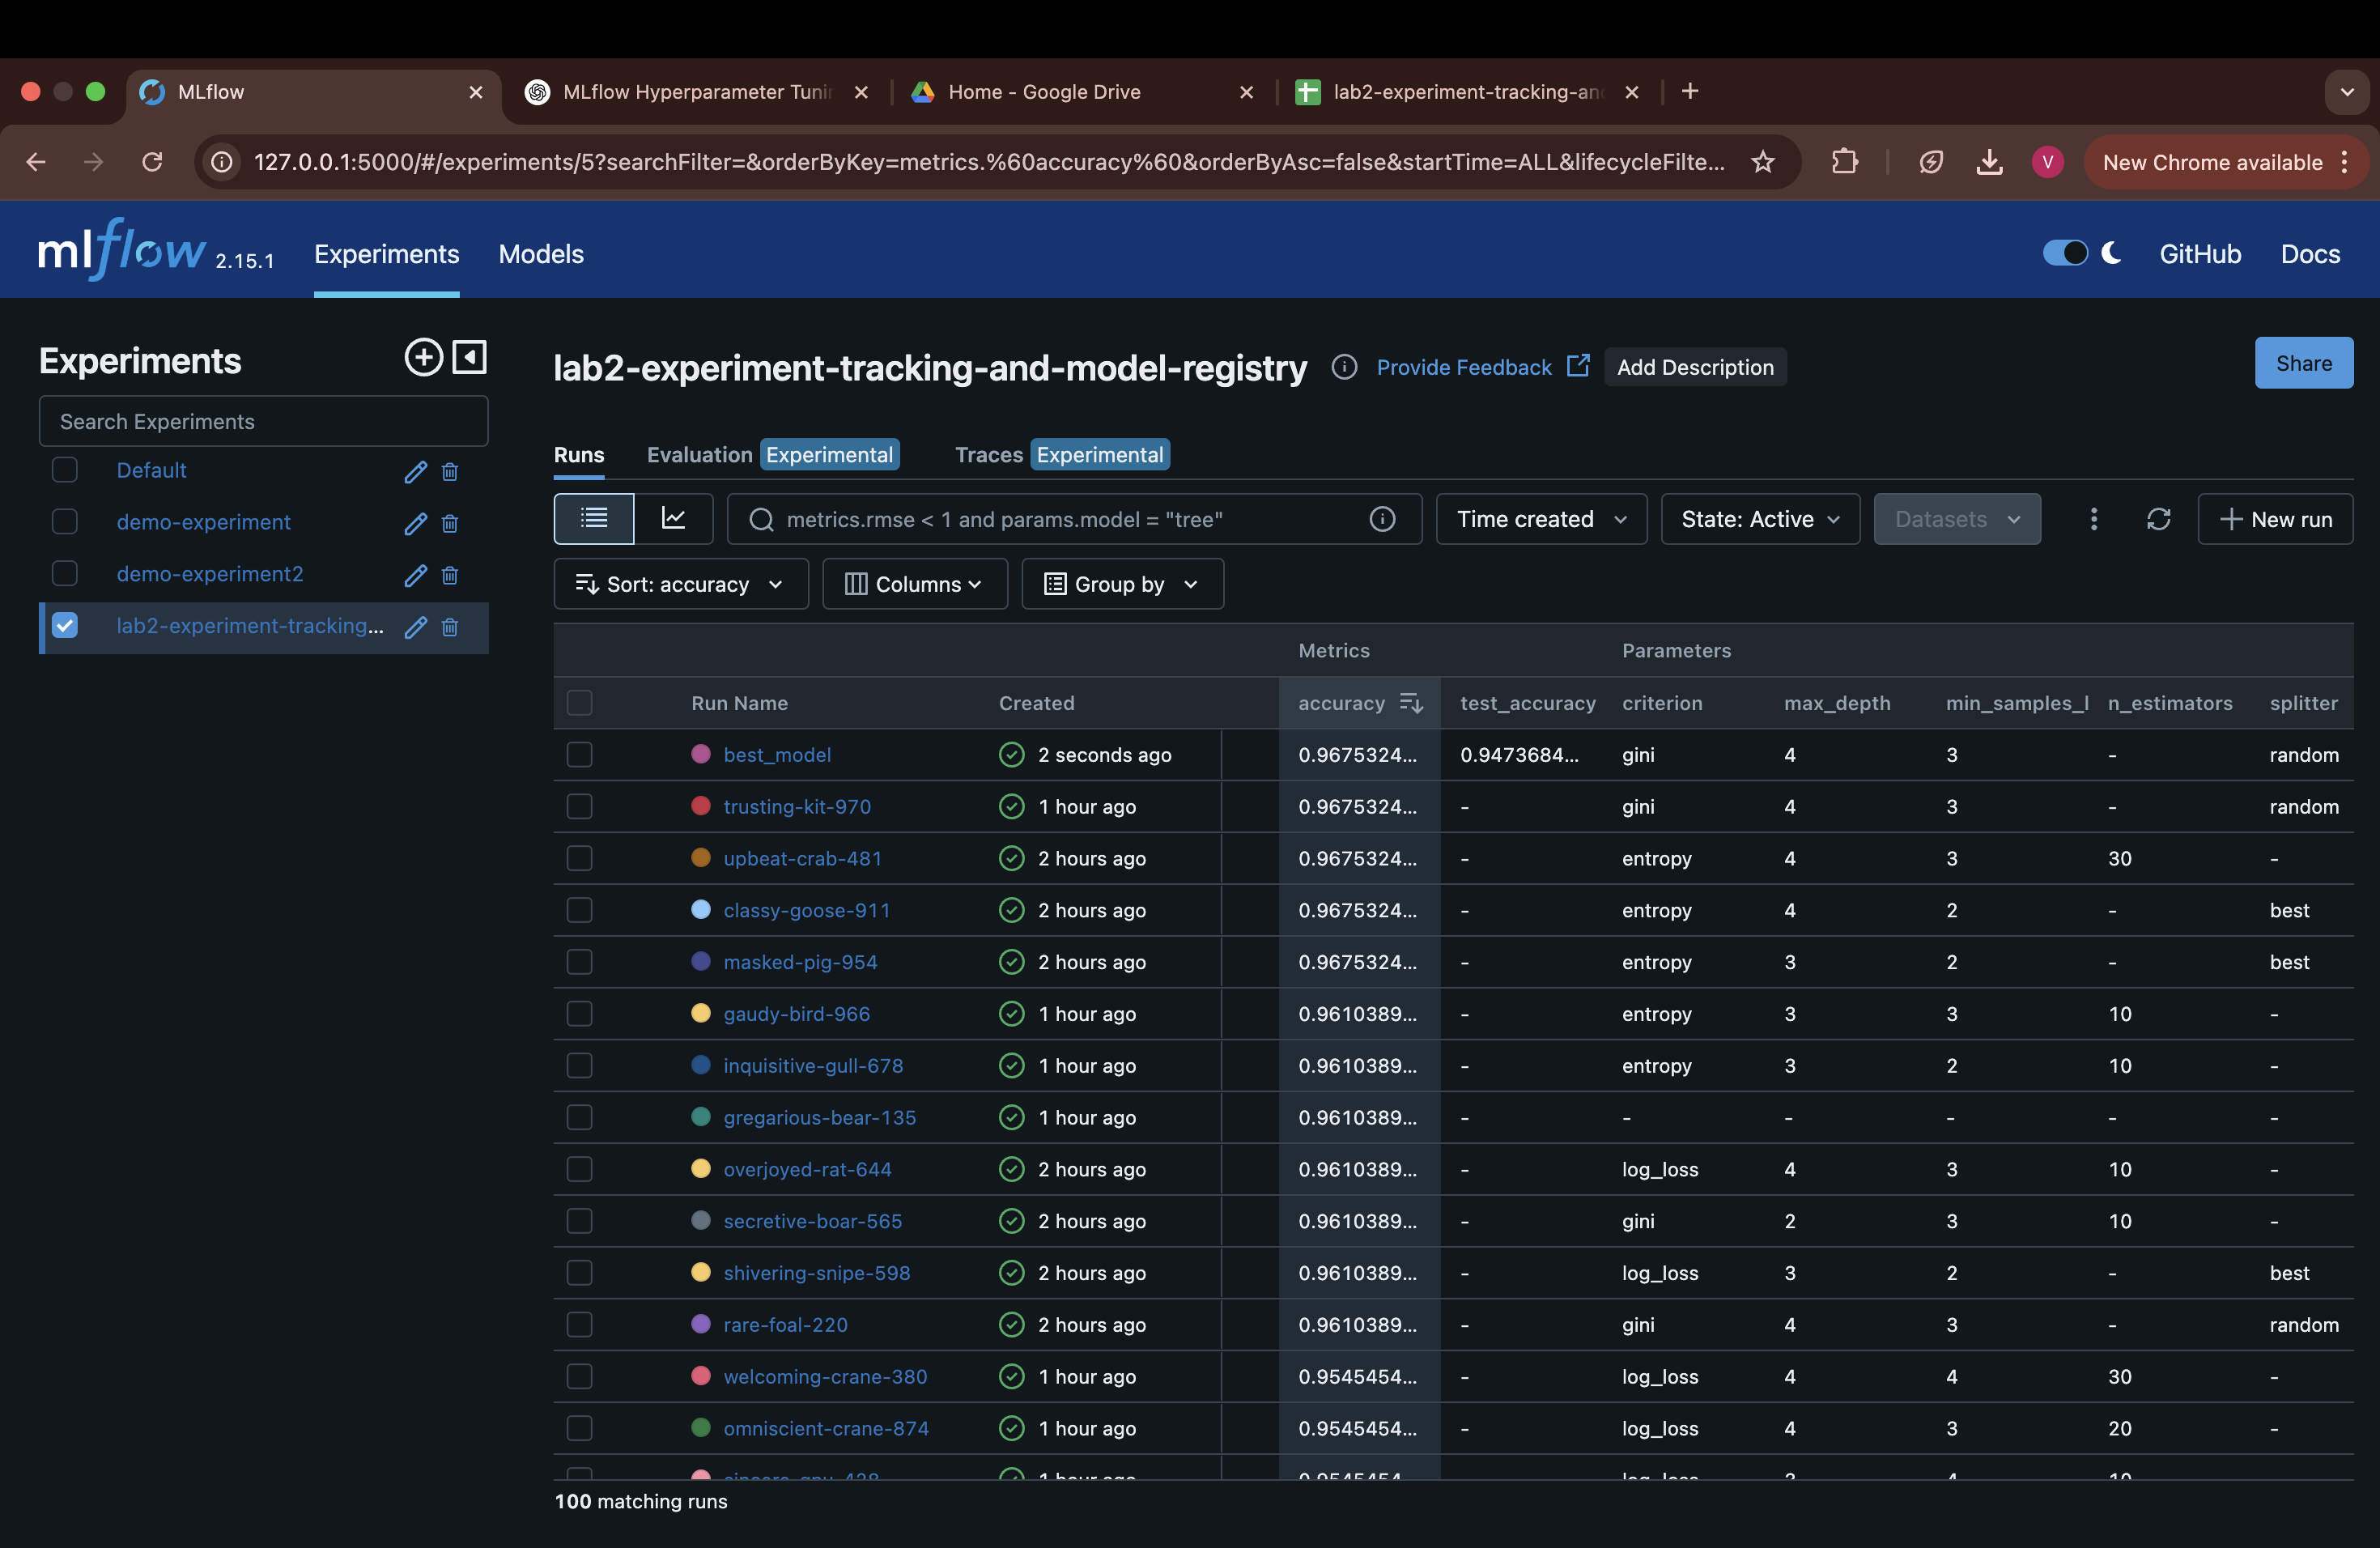 MLflow
MLflow Hyperparameter Tunin
Home - Google Drive
lab2-experiment-tracking-and
127.0.0.1:5000/#/experiments/5?searchFilter=&orderByKey=metrics.%60accuracy%60&orderByAsc=false&startTime=ALL&lifecycleFilte...
V
New Chrome available
mlflow 2.15.1
Experiments
Models
GitHub
Docs
Experiments
Search Experiments
Default
demo-experiment
demo-experiment2
lab2-experiment-tracking...
lab2-experiment-tracking-and-model-registry
Provide Feedback
Add Description
Share
Runs
Evaluation Experimental
Traces Experimental
metrics.rmse < 1 and params.model = "tree"
Time created
State: Active
Datasets
New run
Sort: accuracy
Columns
Group by
Metrics Parameters
Run Name Created accuracy test_accuracy criterion max_depth min_samples_l n_estimators splitter
best_model 2 seconds ago 0.9675324... 0.9473684... gini 4 3 - random
trusting-kit-970 1 hour ago 0.9675324... - gini 4 3 - random
upbeat-crab-481 2 hours ago 0.9675324... - entropy 4 3 30 -
classy-goose-911 2 hours ago 0.9675324... - entropy 4 2 - best
masked-pig-954 2 hours ago 0.9675324... - entropy 3 2 - best
gaudy-bird-966 1 hour ago 0.9610389... - entropy 3 3 10 -
inquisitive-gull-678 1 hour ago 0.9610389... - entropy 3 2 10 -
gregarious-bear-135 1 hour ago 0.9610389... - - - - - -
overjoyed-rat-644 2 hours ago 0.9610389... - log_loss 4 3 10 -
secretive-boar-565 2 hours ago 0.9610389... - gini 2 3 10 -
shivering-snipe-598 2 hours ago 0.9610389... - log_loss 3 2 - best
rare-foal-220 2 hours ago 0.9610389... - gini 4 3 - random
welcoming-crane-380 1 hour ago 0.9545454... - log_loss 4 4 30 -
omniscient-crane-874 1 hour ago 0.9545454... - log_loss 4 3 20 -
1 hour ago 0.9545454... log_loss
100 matching runs